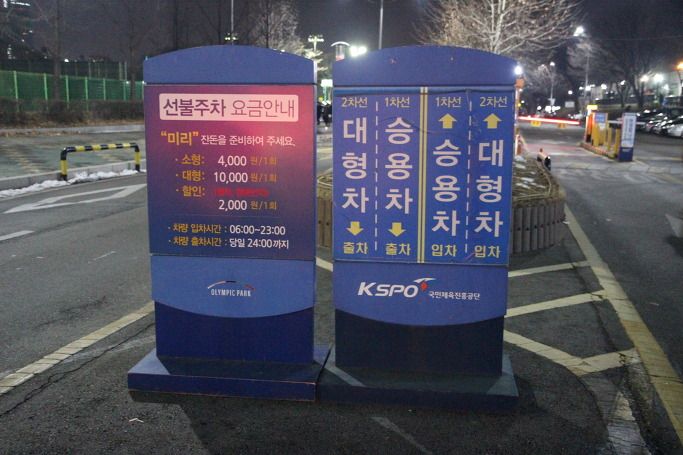 선불주차 요금안내
"미리" 잔돈을 준비하여 주세요.
· 소형: 4,000 원/1회
· 대형: 10,000 원/1회
· 할인:
2,000 원/1회
· 차량 입차시간 : 06:00~23:00
· 차량 출차시간 : 당일 24:00까지
OLYMPIC PARK
2차선
대형차
출차
1차선
승용차
출차
1차선
승용차
입차
2차선
대형차
입차
KSPO 국민체육진흥공단